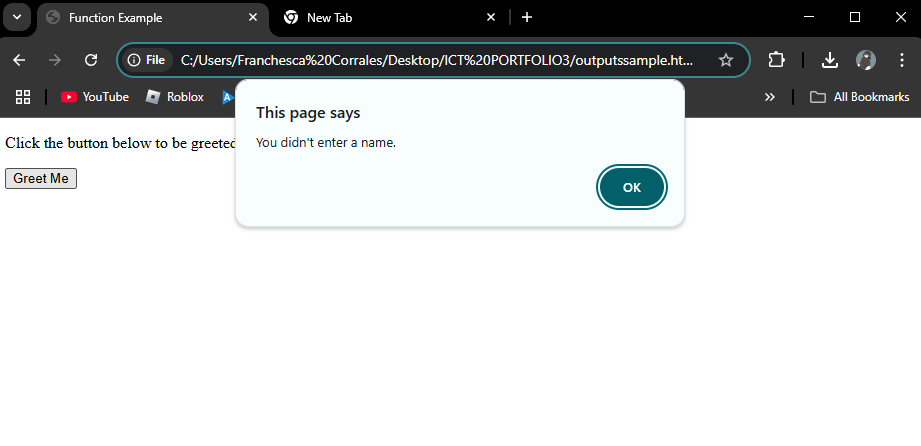 Function Example
New Tab
File
C:/Users/Franchesca%20Corrales/Desktop/ICT%20PORTFOLIO3/outputssample.ht...
YouTube
Roblox
All Bookmarks
This page says
You didn't enter a name.
OK
Click the button below to be greeted
Greet Me